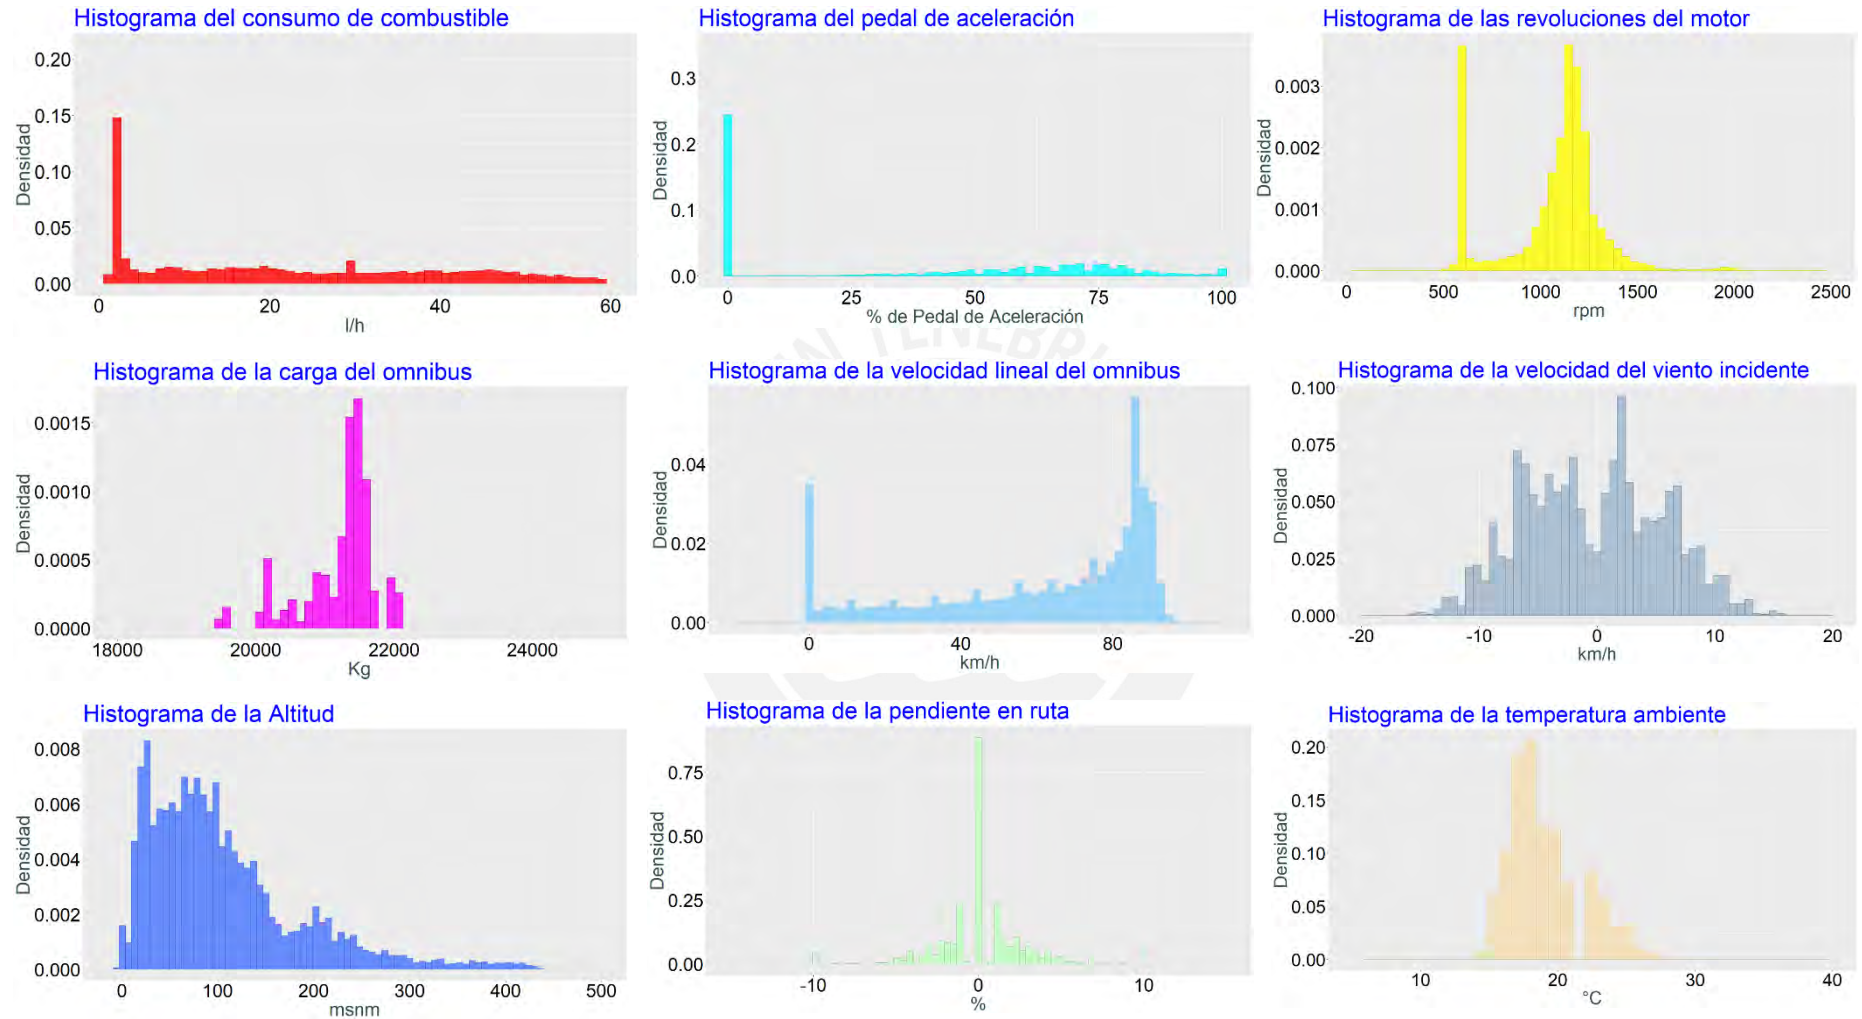 Histograma del consumo de combustible
0.20
0.15
0.10
0.05
0.00
Densidad
0 20 40 60
l/h
Histograma del pedal de aceleración
0.3
0.2
0.1
0.0
Densidad
0 25 50 75 100
% de Pedal de Aceleración
Histograma de las revoluciones del motor
0.003
0.002
0.001
0.000
Densidad
0 500 1000 1500 2000 2500
rpm
IN TENEBRI
Histograma de la carga del omnibus
0.0015
0.0010
0.0005
0.0000
Densidad
18000 20000 22000 24000
Kg
Histograma de la velocidad lineal del omnibus
0.04
0.02
0.00
Densidad
0 40 80
km/h
Histograma de la velocidad del viento incidente
0.100
0.075
0.050
0.025
0.000
Densidad
-20 -10 0 10 20
km/h
Histograma de la Altitud
0.008
0.006
0.004
0.002
0.000
Densidad
0 100 200 300 400 500
msnm
Histograma de la pendiente en ruta
0.75
0.50
0.25
0.00
Densidad
-10 0 10
%
Histograma de la temperatura ambiente
0.20
0.15
0.10
0.05
0.00
Densidad
10 20 30 40
°C